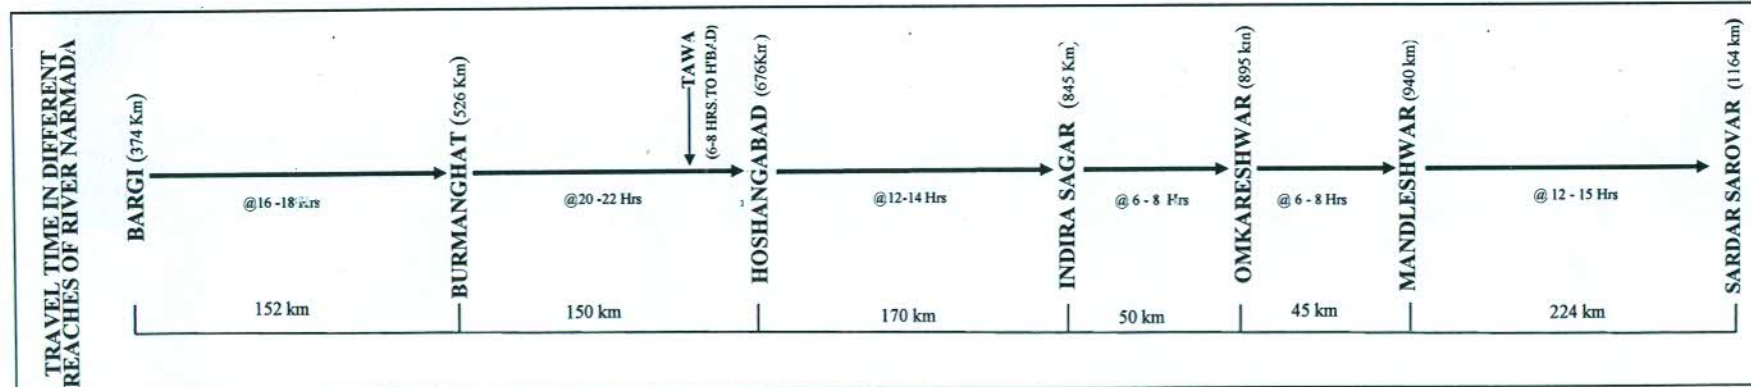 TRAVEL TIME IN DIFFERENT
REACHES OF RIVER NARMADA
BARGI (374 Km)
@16 -18 Hrs
BURMANGHAT (526 Km)
@20 -22 Hrs
TAWA
(6-8 HRS.TO H'BAD)
HOSHANGABAD (676Km)
@12-14 Hrs
INDIRA SAGAR (845 Km)
@ 6 - 8 Hrs
OMKARESHWAR (895 km)
@ 6 - 8 Hrs
MANDLESHWAR (940 km)
@ 12 - 15 Hrs
SARDAR SAROVAR (1164 km)
152 km
150 km
170 km
50 km
45 km
224 km